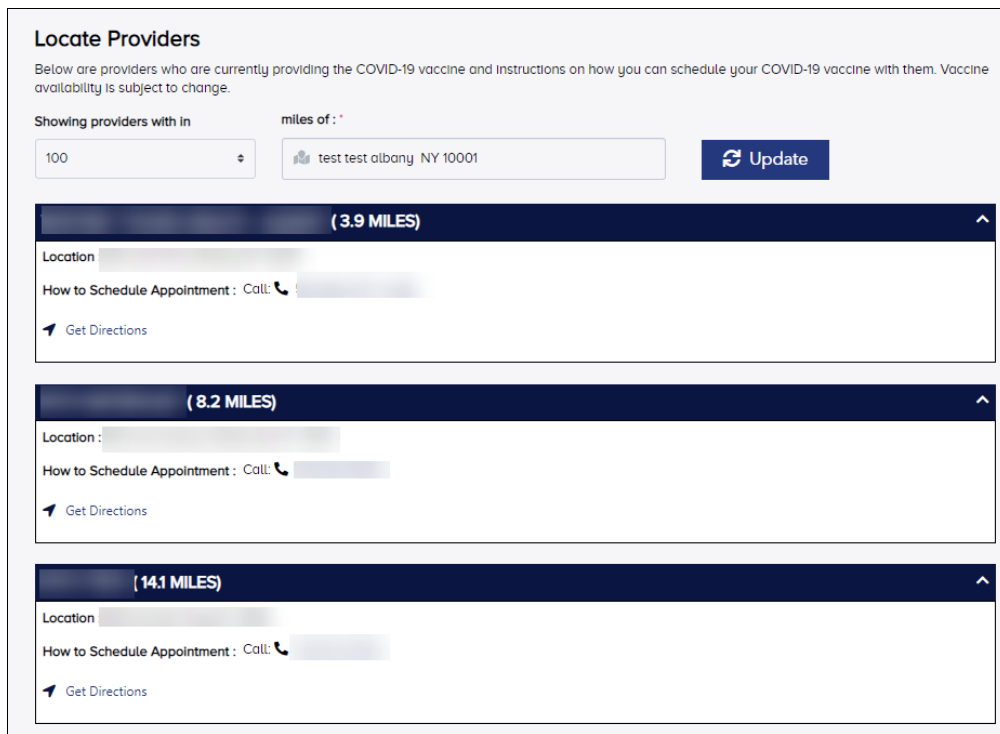 Locate Providers
Below are providers who are currently providing the COVID-19 vaccine and instructions on how you can schedule your COVID-19 vaccine with them. Vaccine
availability is subject to change.
Showing providers with in
miles of : *
100
test test albany NY 10001
Update
( 3.9 MILES)
Location
How to Schedule Appointment : Call:
Get Directions
( 8.2 MILES)
Location :
How to Schedule Appointment : Call:
Get Directions
( 14.1 MILES)
Location
How to Schedule Appointment : Call:
Get Directions